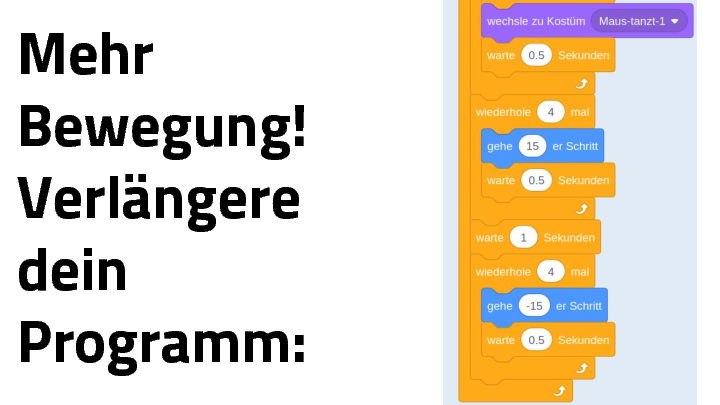 Mehr
Bewegung!
Verlängere
dein
Programm:
wechsle zu Kostüm Maus-tanzt-1
warte 0.5 Sekunden
wiederhole 4 mal
gehe 15 er Schritt
warte 0.5 Sekunden
warte 1 Sekunden
wiederhole 4 mal
gehe -15 er Schritt
warte 0.5 Sekunden